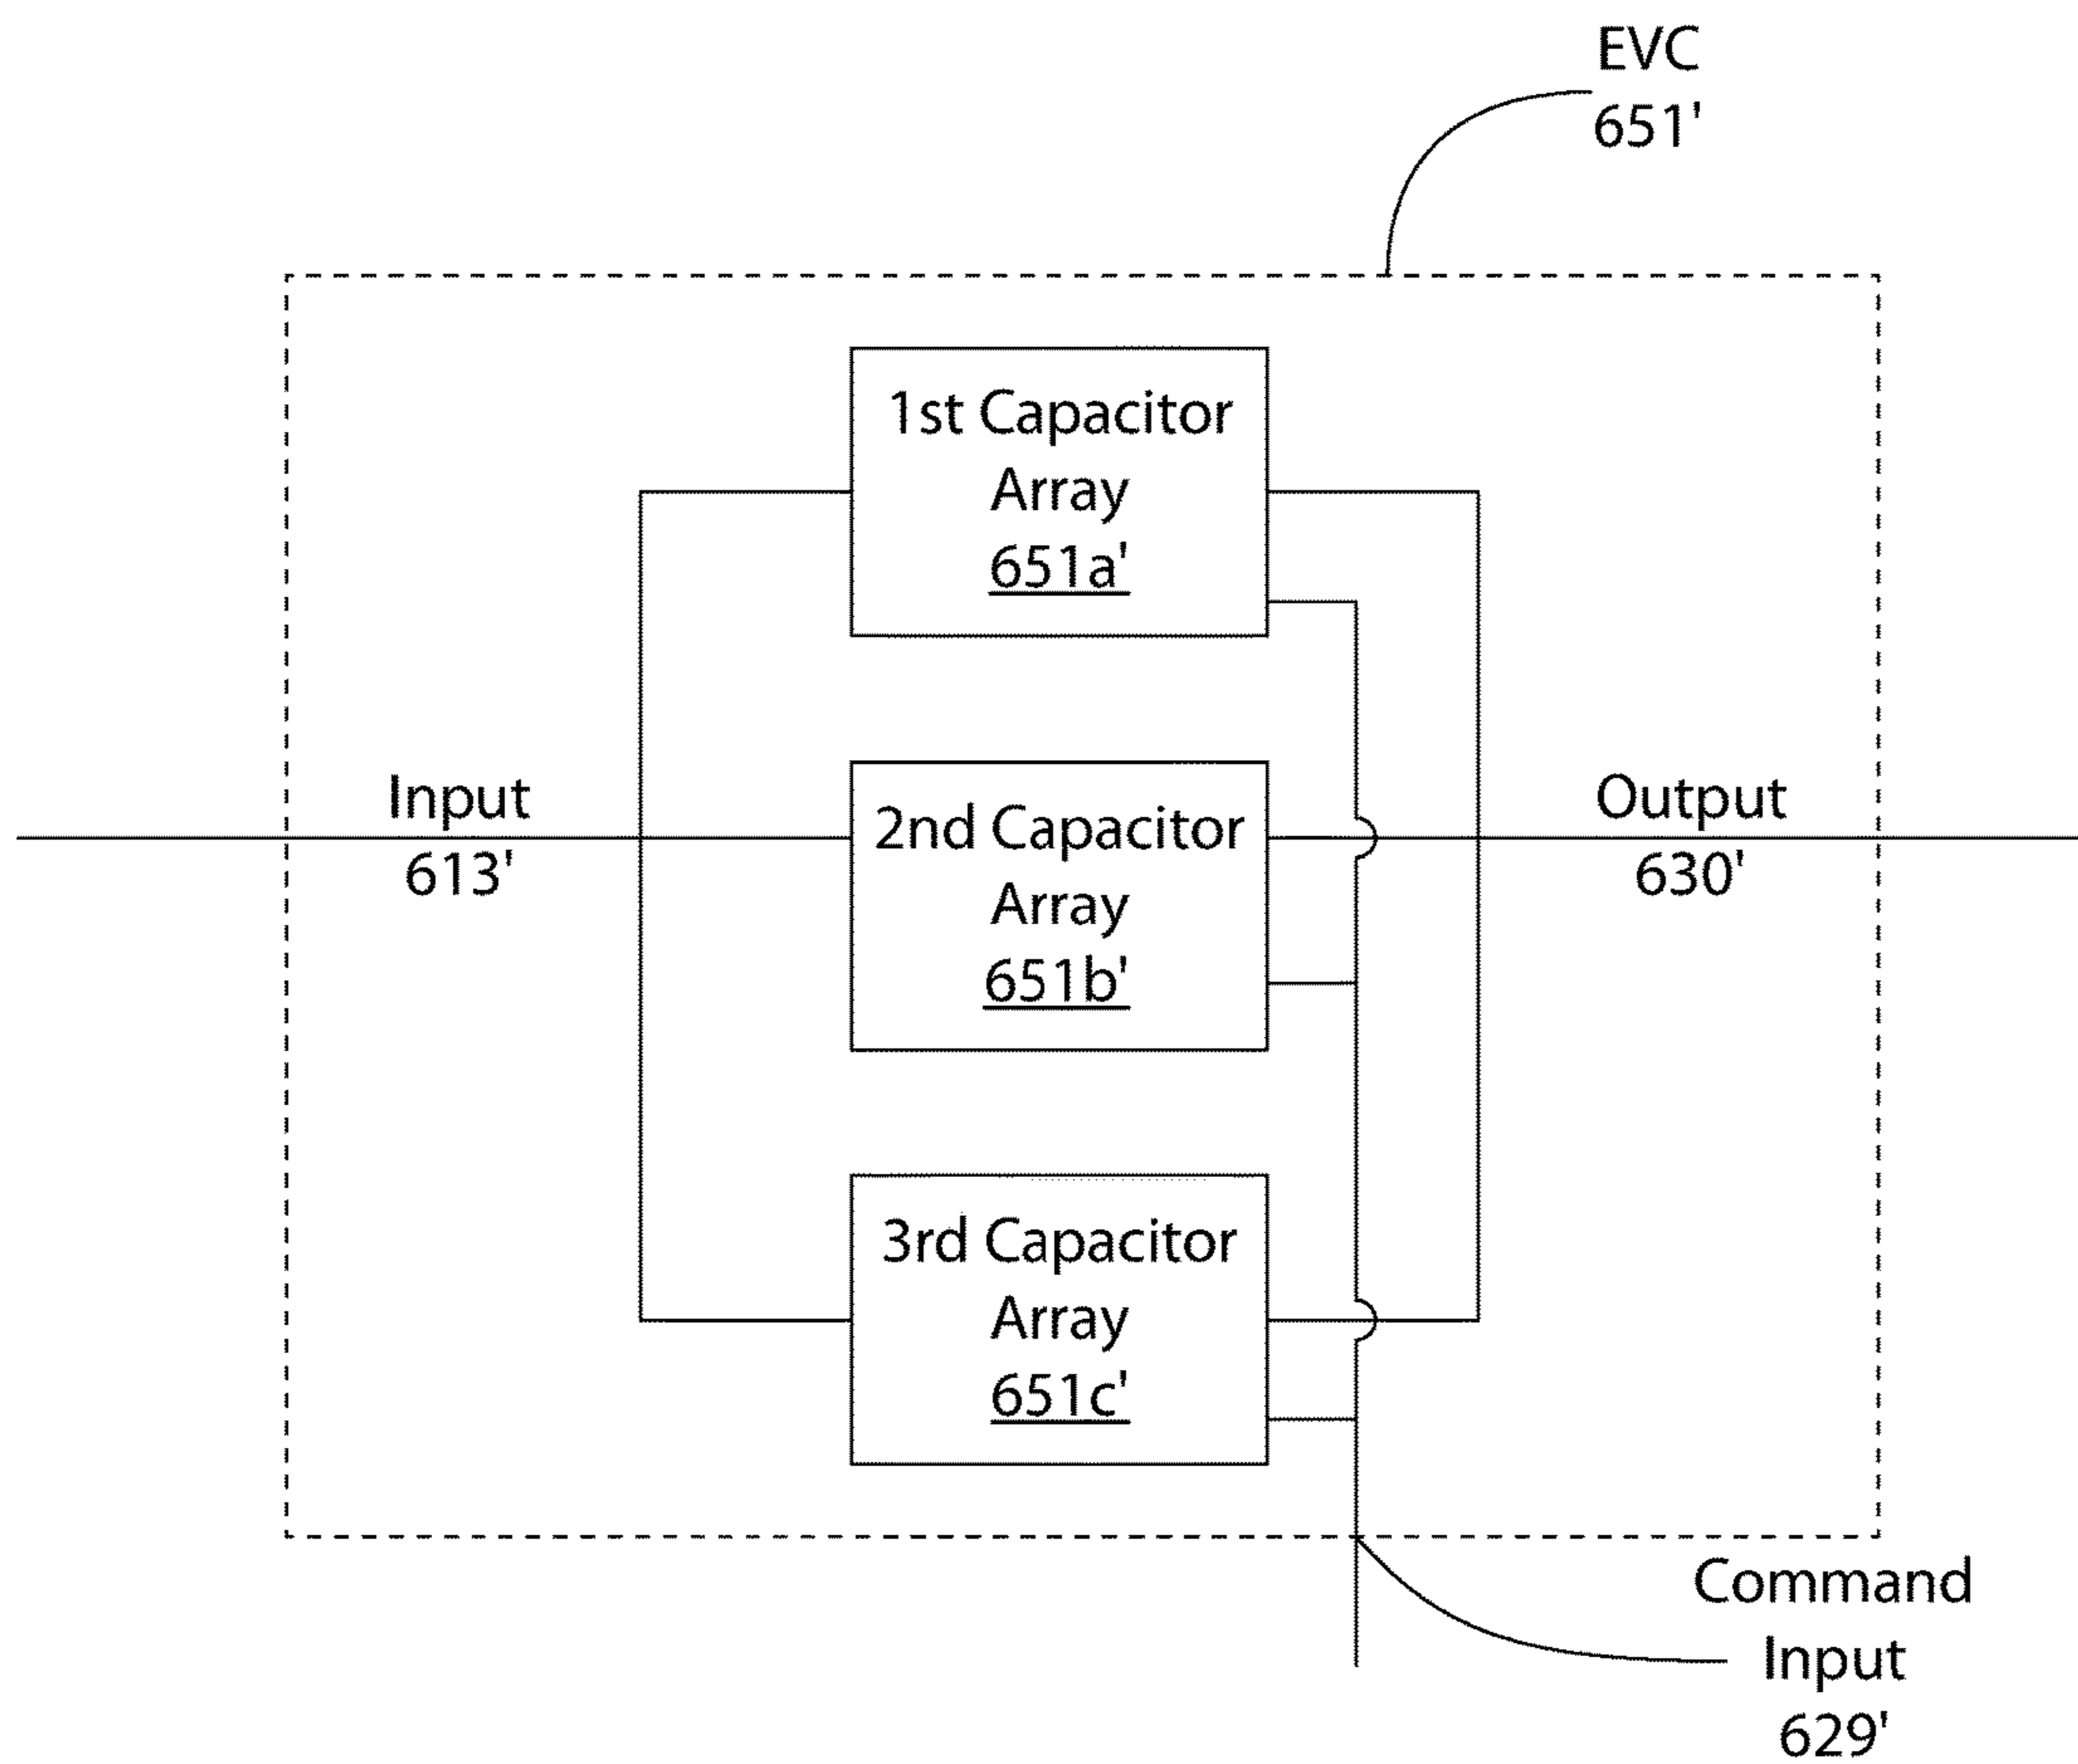 EVC
651'
1st Capacitor
Array
651a'
Input
613'
2nd Capacitor
Array
651b'
Output
630'
3rd Capacitor
Array
651c'
Command
Input
629'